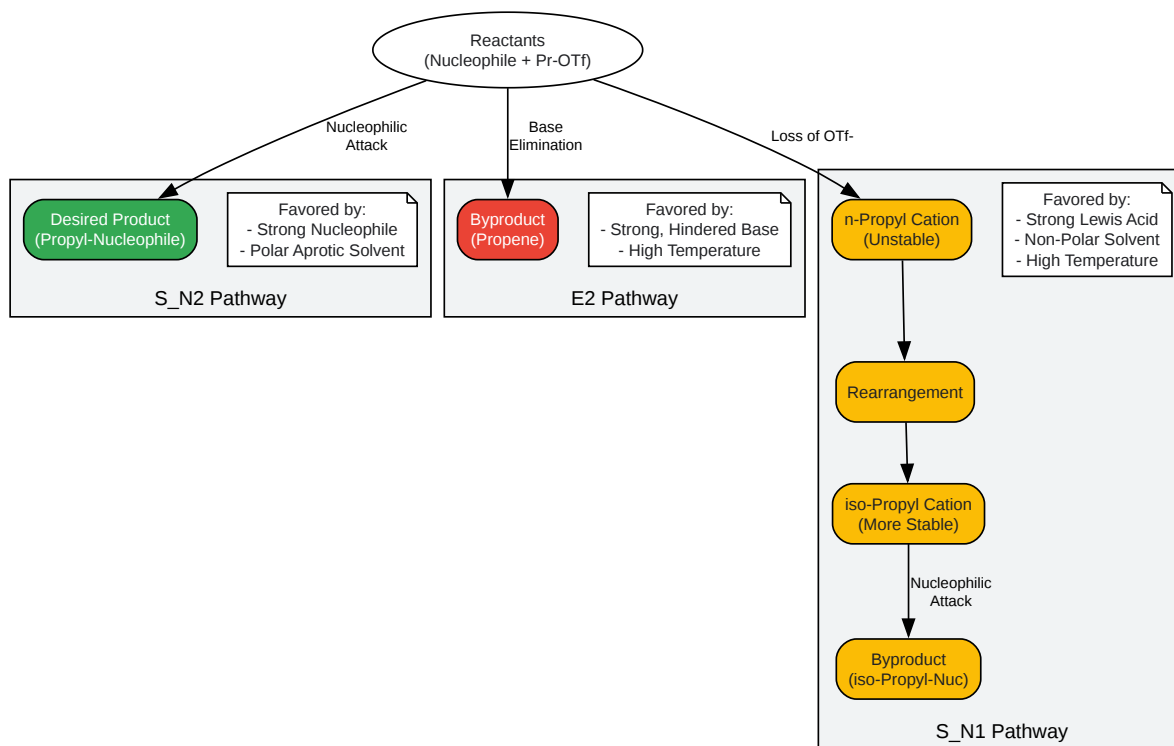 Reactants
(Nucleophile + Pr-OTf)
Nucleophilic
Attack
Base
Elimination
Loss of OTf-
Desired Product
(Propyl-Nucleophile)
Favored by:
- Strong Nucleophile
- Polar Aprotic Solvent
S_N2 Pathway
Byproduct
(Propene)
Favored by:
- Strong, Hindered Base
- High Temperature
E2 Pathway
n-Propyl Cation
(Unstable)
Favored by:
- Strong Lewis Acid
- Non-Polar Solvent
- High Temperature
Rearrangement
iso-Propyl Cation
(More Stable)
Nucleophilic
Attack
Byproduct
(iso-Propyl-Nuc)
S_N1 Pathway